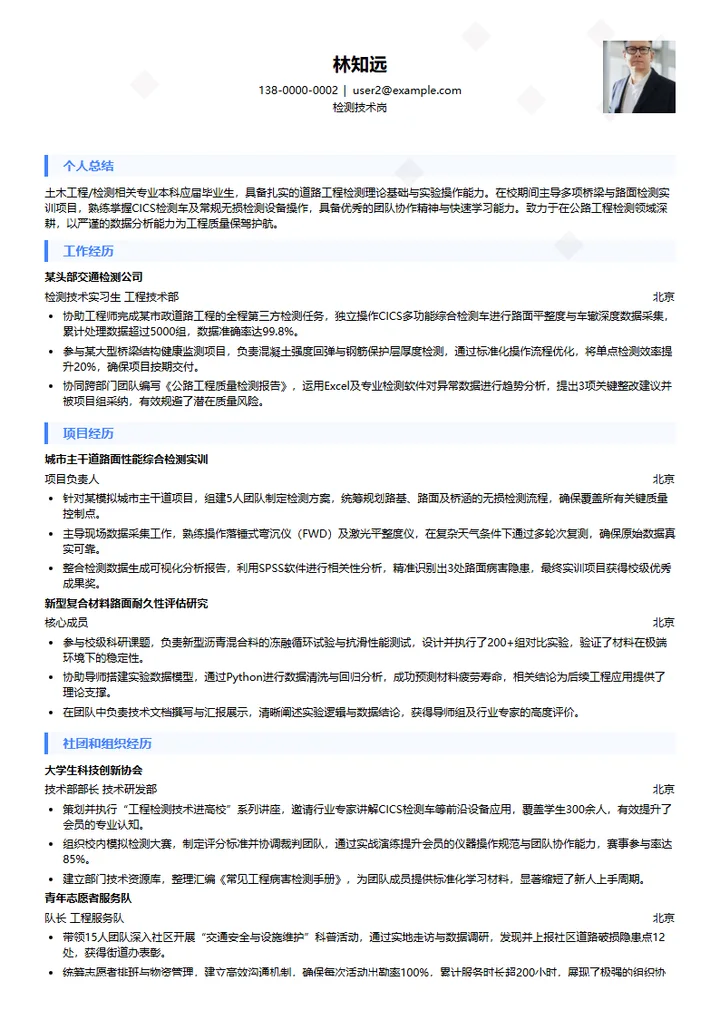 林知远
138-0000-0002 | user2@example.com
检测技术岗
个人总结
土木工程/检测相关专业本科应届毕业生，具备扎实的道路工程检测理论基础与实验操作能力。在校期间主导多项桥梁与路面检测实
训项目，熟练掌握CICS检测车及常规无损检测设备操作，具备优秀的团队协作精神与快速学习能力。致力于在公路工程检测领域深
耕，以严谨的数据分析能力为工程质量保驾护航。
工作经历
某头部交通检测公司
检测技术实习生 工程技术部 北京
• 协助工程师完成某市政道路工程的全程第三方检测任务，独立操作CICS多功能综合检测车进行路面平整度与车辙深度数据采集，
累计处理数据超过5000组，数据准确率达99.8%。
• 参与某大型桥梁结构健康监测项目，负责混凝土强度回弹与钢筋保护层厚度检测，通过标准化操作流程优化，将单点检测效率提
升20%，确保项目按期交付。
• 协同跨部门团队编写《公路工程质量检测报告》，运用Excel及专业检测软件对异常数据进行趋势分析，提出3项关键整改建议并
被项目组采纳，有效规避了潜在质量风险。
项目经历
城市主干道路面性能综合检测实训
项目负责人 北京
• 针对某模拟城市主干道项目，组建5人团队制定检测方案，统筹规划路基、路面及桥涵的无损检测流程，确保覆盖所有关键质量
控制点。
• 主导现场数据采集工作，熟练操作落锤式弯沉仪（FWD）及激光平整度仪，在复杂天气条件下通过多轮次复测，确保原始数据真
实可靠。
• 整合检测数据生成可视化分析报告，利用SPSS软件进行相关性分析，精准识别出3处路面病害隐患，最终实训项目获得校级优秀
成果奖。
新型复合材料路面耐久性评估研究
核心成员 北京
• 参与校级科研课题，负责新型沥青混合料的冻融循环试验与抗滑性能测试，设计并执行了200+组对比实验，验证了材料在极端
环境下的稳定性。
• 协助导师搭建实验数据模型，通过Python进行数据清洗与回归分析，成功预测材料疲劳寿命，相关结论为后续工程应用提供了
理论支撑。
• 在团队中负责技术文档撰写与汇报展示，清晰阐述实验逻辑与数据结论，获得导师组及行业专家的高度评价。
社团和组织经历
大学生科技创新协会
技术部部长 技术研发部 北京
• 策划并执行“工程检测技术进高校”系列讲座，邀请行业专家讲解CICS检测车等前沿设备应用，覆盖学生300余人，有效提升了
会员的专业认知。
• 组织校内模拟检测大赛，制定评分标准并协调裁判团队，通过实战演练提升会员的仪器操作规范与团队协作能力，赛事参与率达
85%。
• 建立部门技术资源库，整理汇编《常见工程病害检测手册》，为团队成员提供标准化学习材料，显著缩短了新人上手周期。
青年志愿者服务队
队长 工程服务队 北京
• 带领15人团队深入社区开展“交通安全与设施维护”科普活动，通过实地走访与数据调研，发现并上报社区道路破损隐患点12
处，获得街道办表彰。
• 统筹志愿者排班与物资管理，建立高效沟通机制，确保每次活动出勤率100%，累计服务时长超200小时，展现了极强的组织协